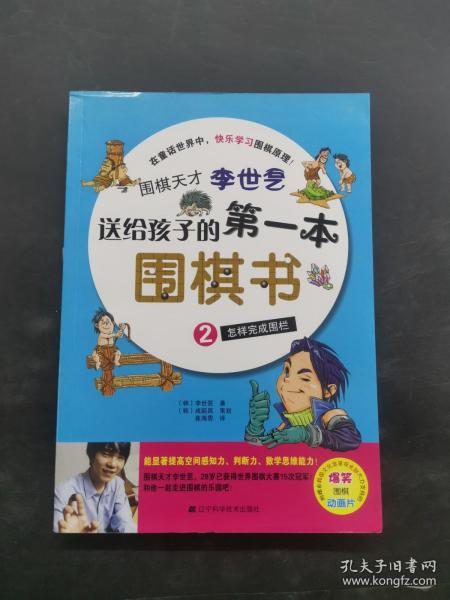 在童话世界中，快乐学习围棋原理！
围棋天才 李世乭
送给孩子的第一本
围棋书
2 怎样完成围栏
（韩）李世乭 著
（韩）成延昌 策划
崔海雷 译
能显著提高空间感知力、判断力、数学思维能力！
围棋天才李世乭，28岁已获得世界围棋大赛15次冠军，
和他一起走进围棋的乐园吧！
爆笑
围棋
动画片
辽宁科学技术出版社
孔夫子旧书网
www.kongfz.com